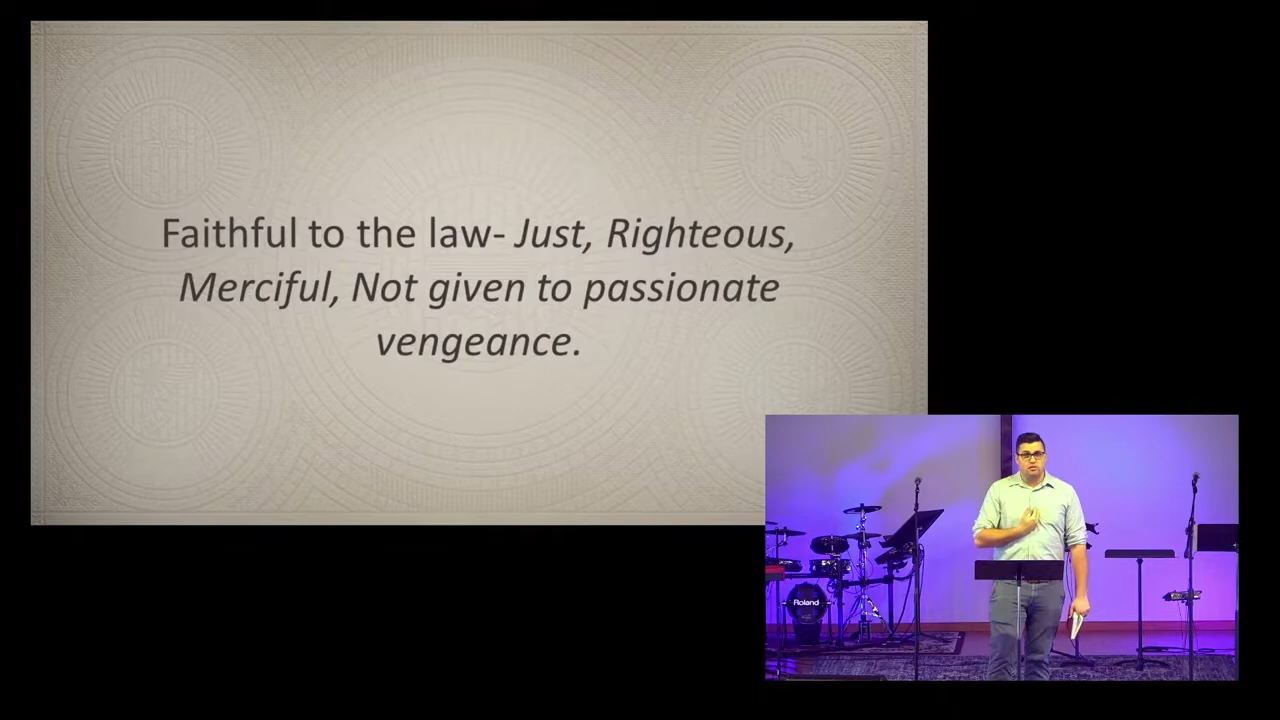 Faithful to the law- Just, Righteous,
Merciful, Not given to passionate
vengeance.
Roland